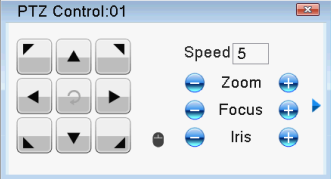 PTZ Control:01
Speed 5
Zoom
Focus
Iris